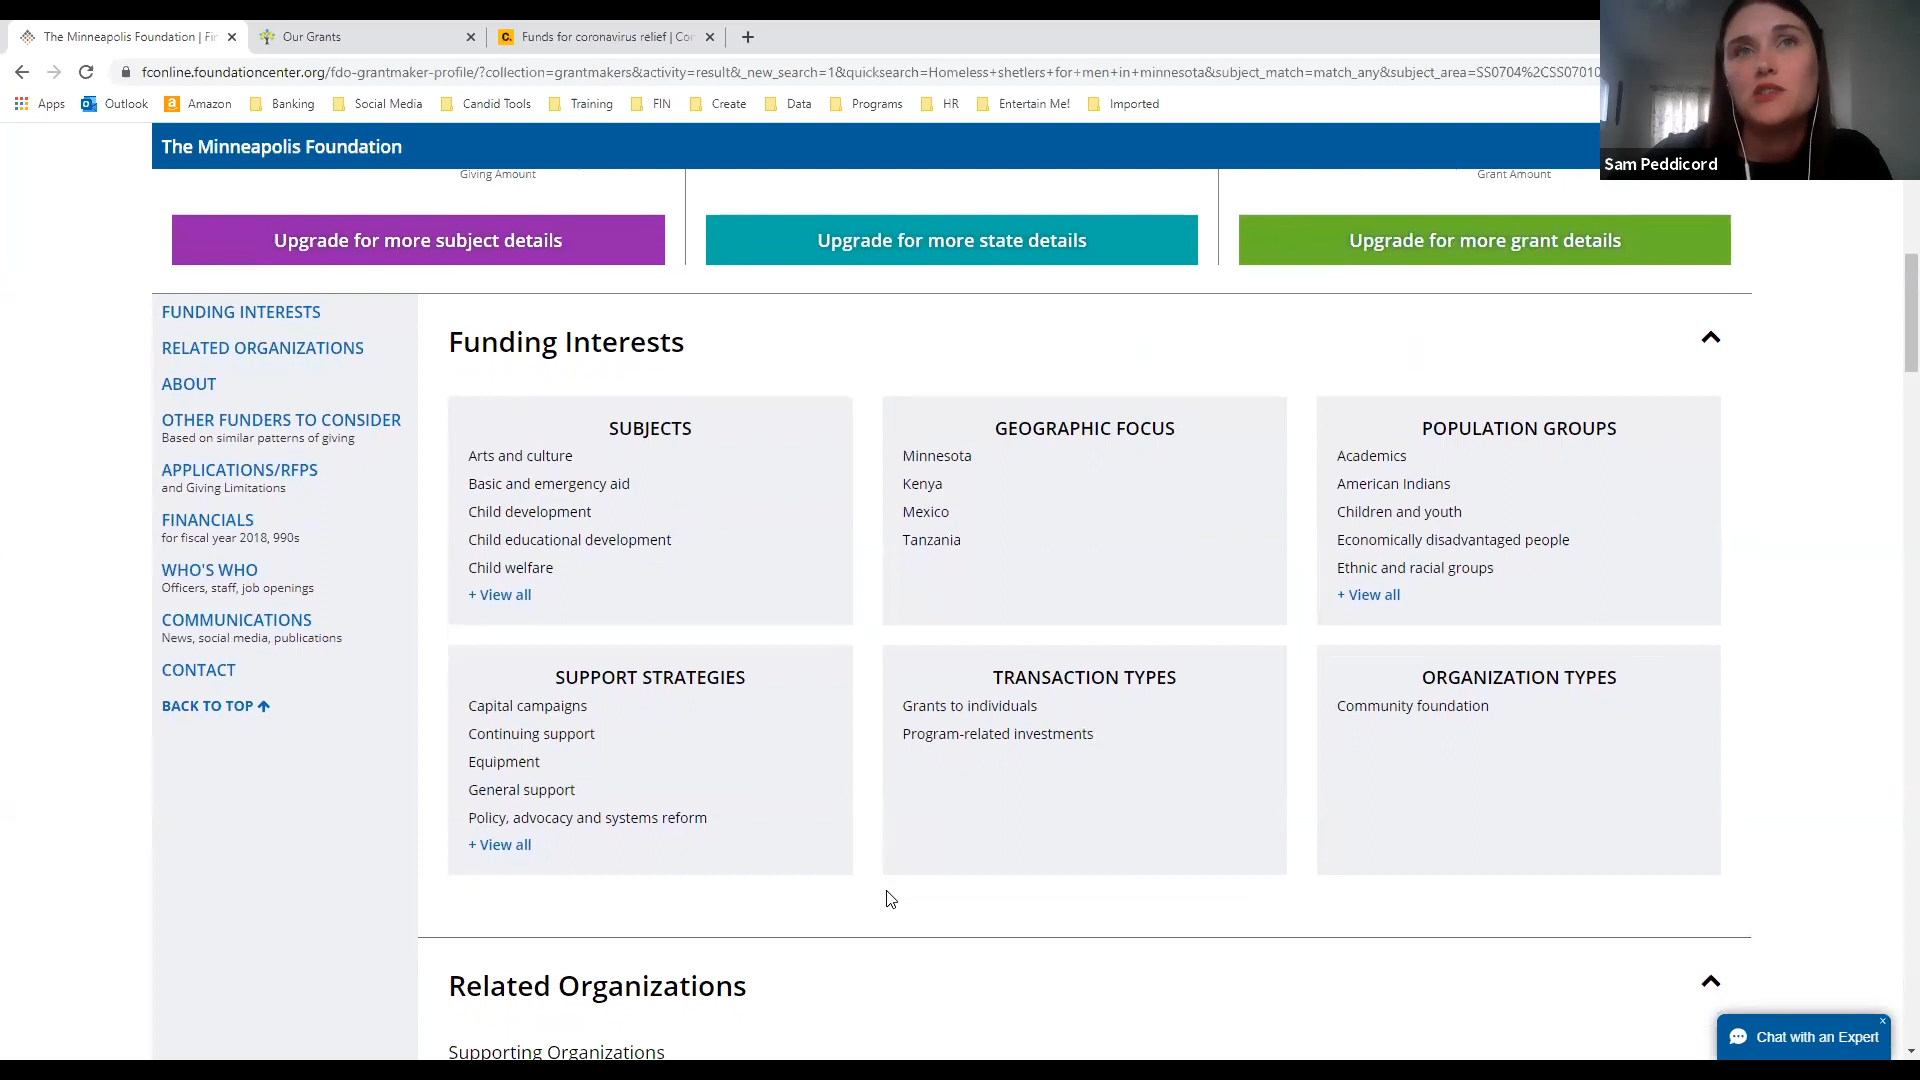 The Minneapolis Foundation | Fin
Our Grants
Funds for coronavirus relief | Con
fconline.foundationcenter.org/fdo-grantmaker-profile/?collection=grantmakers&activity=result&_new_search=1&quicksearch=Homeless+shetlers+for+men+in+minnesota&subject_match=match_any&subject_area=SS0704%2CSS07010
Apps
Outlook
Amazon
Banking
Social Media
Candid Tools
Training
FIN
Create
Data
Programs
HR
Entertain Me!
Imported
Sam Peddicord
The Minneapolis Foundation
Giving Amount
Grant Amount
Upgrade for more subject details
Upgrade for more state details
Upgrade for more grant details
FUNDING INTERESTS
RELATED ORGANIZATIONS
ABOUT
OTHER FUNDERS TO CONSIDER
Based on similar patterns of giving
APPLICATIONS/RFPS
and Giving Limitations
FINANCIALS
for fiscal year 2018, 990s
WHO'S WHO
Officers, staff, job openings
COMMUNICATIONS
News, social media, publications
CONTACT
BACK TO TOP
Funding Interests
SUBJECTS
Arts and culture
Basic and emergency aid
Child development
Child educational development
Child welfare
+ View all
GEOGRAPHIC FOCUS
Minnesota
Kenya
Mexico
Tanzania
POPULATION GROUPS
Academics
American Indians
Children and youth
Economically disadvantaged people
Ethnic and racial groups
+ View all
SUPPORT STRATEGIES
Capital campaigns
Continuing support
Equipment
General support
Policy, advocacy and systems reform
+ View all
TRANSACTION TYPES
Grants to individuals
Program-related investments
ORGANIZATION TYPES
Community foundation
Related Organizations
Supporting Organizations
Chat with an Expert